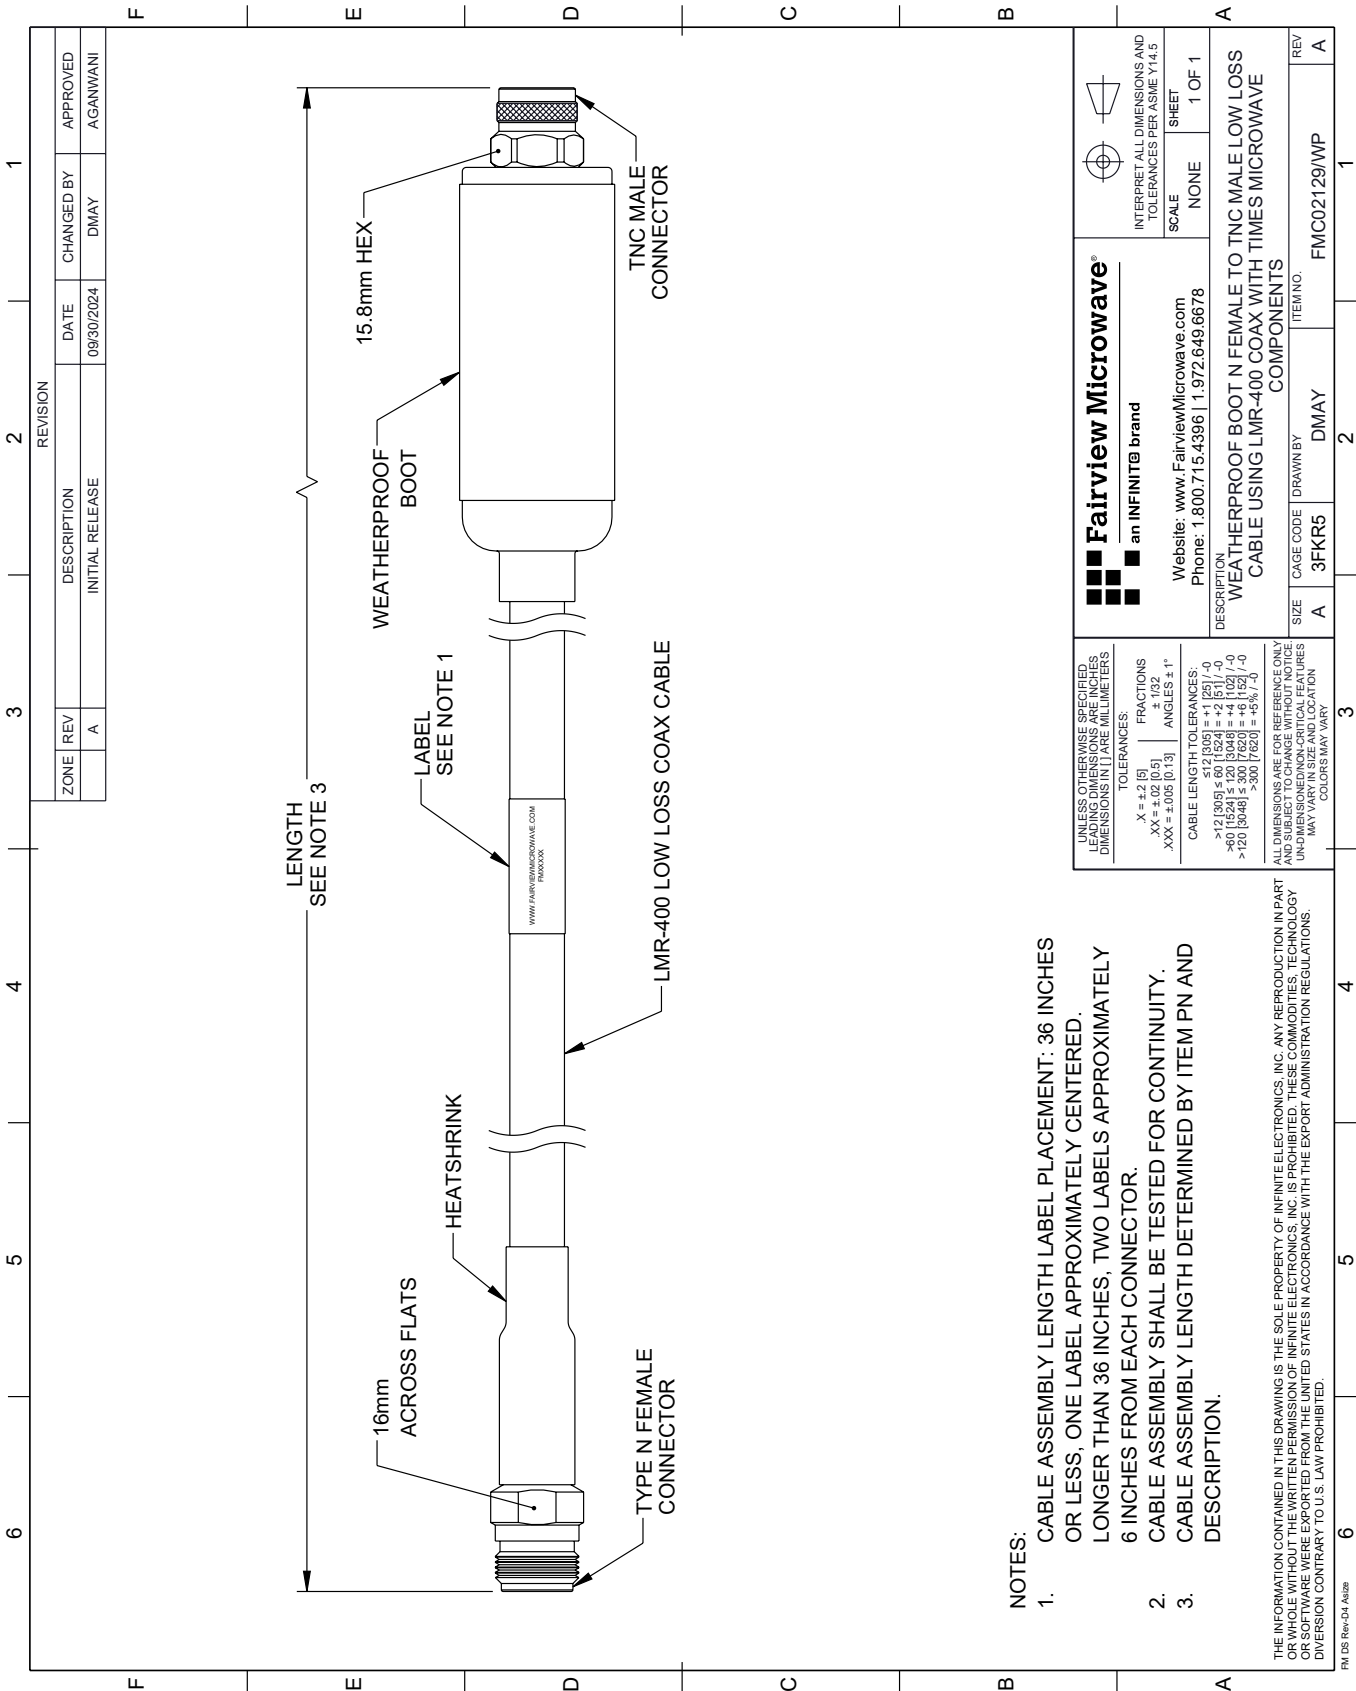 6
5
4
3
2
1
F
E
D
C
B
A
F
E
D
C
B
A
REVISION
ZONE
REV
DESCRIPTION
DATE
CHANGED BY
APPROVED
A
INITIAL RELEASE
09/30/2024
DMAY
AGANWANI
LENGTH
SEE NOTE 3
16mm
ACROSS FLATS
HEATSHRINK
LABEL
SEE NOTE 1
WEATHERPROOF
BOOT
15.8mm HEX
WWW.FAIRVIEWMICROWAVE.COM
FMXXXXX
TYPE N FEMALE
CONNECTOR
LMR-400 LOW LOSS COAX CABLE
TNC MALE
CONNECTOR
NOTES:
1. CABLE ASSEMBLY LENGTH LABEL PLACEMENT: 36 INCHES
OR LESS, ONE LABEL APPROXIMATELY CENTERED.
LONGER THAN 36 INCHES, TWO LABELS APPROXIMATELY
6 INCHES FROM EACH CONNECTOR.
2. CABLE ASSEMBLY SHALL BE TESTED FOR CONTINUITY.
3. CABLE ASSEMBLY LENGTH DETERMINED BY ITEM PN AND
DESCRIPTION.
THE INFORMATION CONTAINED IN THIS DRAWING IS THE SOLE PROPERTY OF INFINITE ELECTRONICS, INC. ANY REPRODUCTION IN PART
OR WHOLE WITHOUT THE WRITTEN PERMISSION OF INFINITE ELECTRONICS, INC. IS PROHIBITED. THESE COMMODITIES, TECHNOLOGY
OR SOFTWARE WERE EXPORTED FROM THE UNITED STATES IN ACCORDANCE WITH THE EXPORT ADMINISTRATION REGULATIONS.
DIVERSION CONTRARY TO U.S. LAW PROHIBITED.
UNLESS OTHERWISE SPECIFIED
LEADING DIMENSIONS ARE INCHES
DIMENSIONS IN [ ] ARE MILLIMETERS
TOLERANCES:
.X = ±.2 [5]
.XX = ±.02 [0.5]
.XXX = ±.005 [0.13]
FRACTIONS
± 1/32
ANGLES ± 1°
CABLE LENGTH TOLERANCES:
≤12 [305] = +1 [25] / -0
>12 [305] ≤ 60 [1524] = +2 [51] / -0
>60 [1524] ≤ 120 [3048] = +4 [102] / -0
>120 [3048] ≤ 300 [7620] = +6 [152] / -0
>300 [7620] = +5% / -0
ALL DIMENSIONS ARE FOR REFERENCE ONLY
AND SUBJECT TO CHANGE WITHOUT NOTICE.
UN-DIMENSIONED/NON-CRITICAL FEATURES
MAY VARY IN SIZE AND LOCATION
COLORS MAY VARY
Fairview Microwave®
an INFINIT℮ brand
Website: www.FairviewMicrowave.com
Phone: 1.800.715.4396 | 1.972.649.6678
INTERPRET ALL DIMENSIONS AND
TOLERANCES PER ASME Y14.5
SCALE
NONE
SHEET
1 OF 1
DESCRIPTION
WEATHERPROOF BOOT N FEMALE TO TNC MALE LOW LOSS
CABLE USING LMR-400 COAX WITH TIMES MICROWAVE
COMPONENTS
SIZE
A
CAGE CODE
3FKR5
DRAWN BY
DMAY
ITEM NO.
FMC02129/WP
REV
A
6
5
4
3
2
1
FM DS Rev-D4 Asize